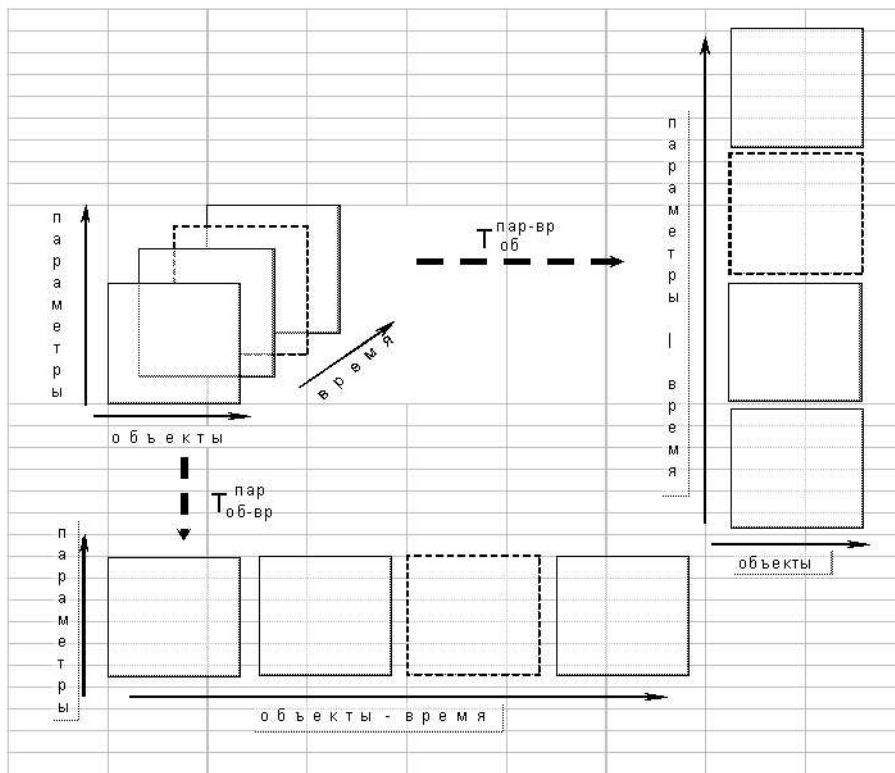 параметры
объекты
время
T пар-вр об
параметры | время
объекты
T пар об-вр
параметры
объекты - время